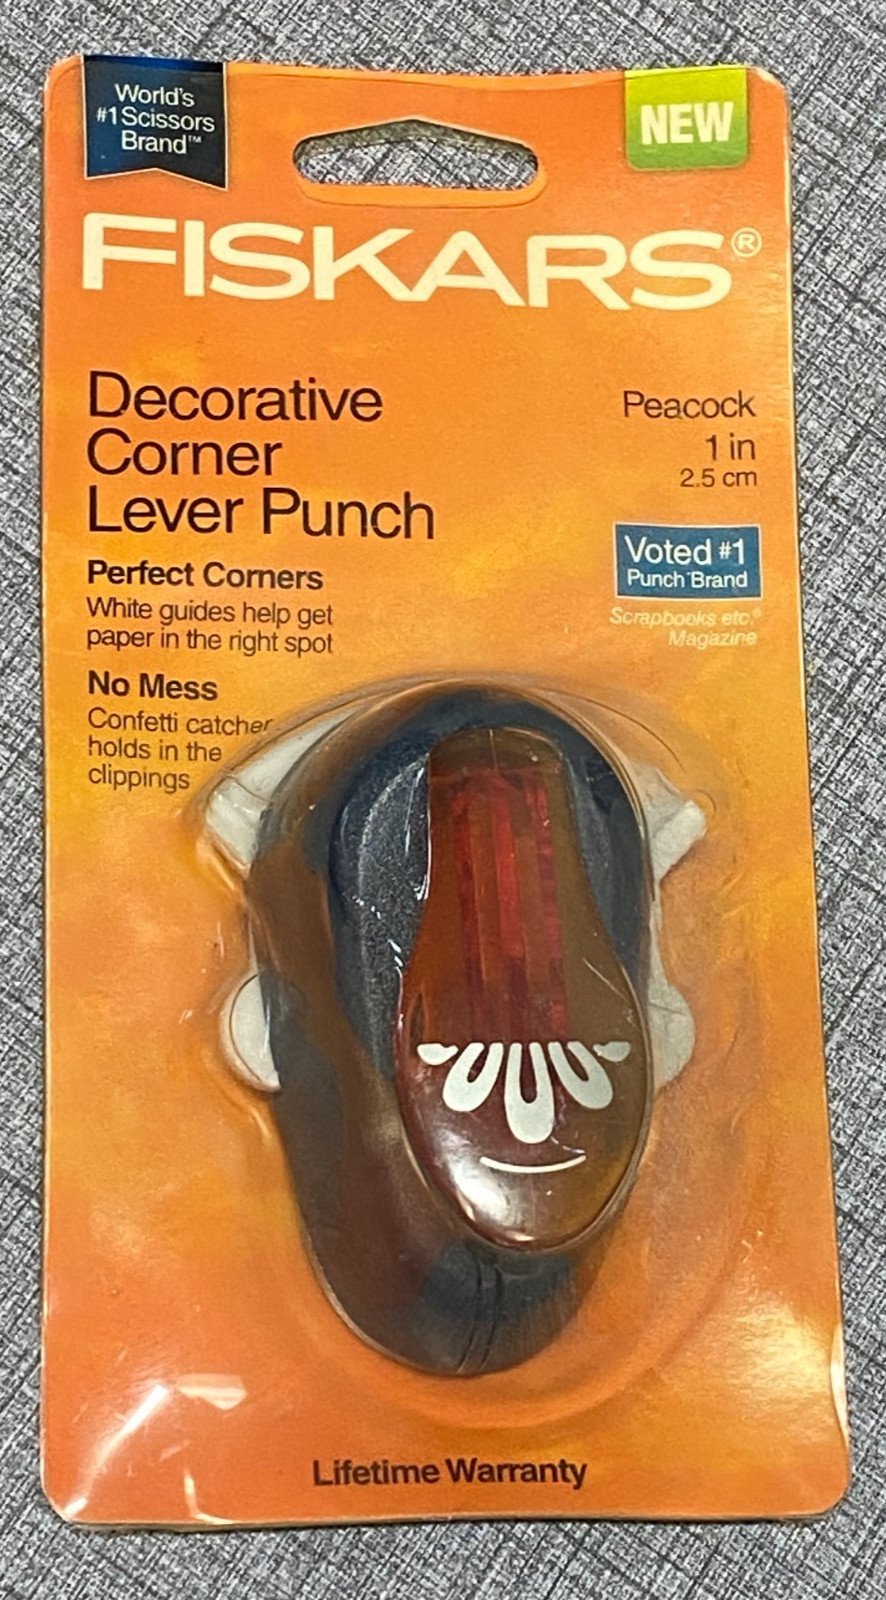 World's
#1 Scissors
Brand™
NEW
FISKARS®
Decorative
Corner
Lever Punch
Peacock
1 in
2.5 cm
Perfect Corners
White guides help get
paper in the right spot
Voted #1
Punch Brand
Scrapbooks etc.®
Magazine
No Mess
Confetti catcher
holds in the
clippings
Lifetime Warranty